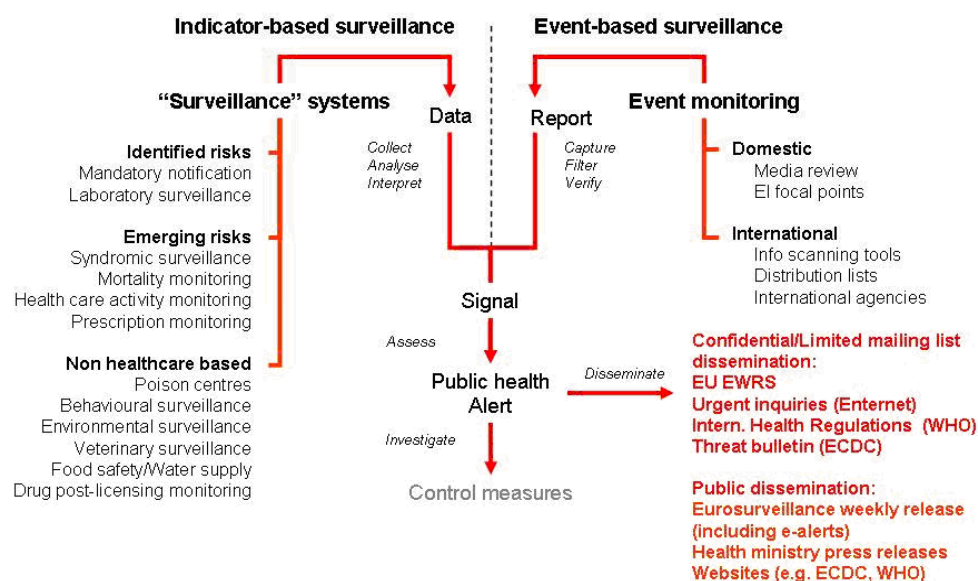 Indicator-based surveillance
Event-based surveillance
“Surveillance” systems
Data
Report
Event monitoring
Collect
Analyse
Interpret
Capture
Filter
Verify
Identified risks
Mandatory notification
Laboratory surveillance
Emerging risks
Syndromic surveillance
Mortality monitoring
Health care activity monitoring
Prescription monitoring
Non healthcare based
Poison centres
Behavioural surveillance
Environmental surveillance
Veterinary surveillance
Food safety/Water supply
Drug post-licensing monitoring
Domestic
Media review
EI focal points
International
Info scanning tools
Distribution lists
International agencies
Signal
Assess
Public health
Alert
Disseminate
Investigate
Control measures
Confidential/Limited mailing list
dissemination:
EU EWRS
Urgent inquiries (Enternet)
Intern. Health Regulations (WHO)
Threat bulletin (ECDC)
Public dissemination:
Eurosurveillance weekly release
(including e-alerts)
Health ministry press releases
Websites (e.g. ECDC, WHO)